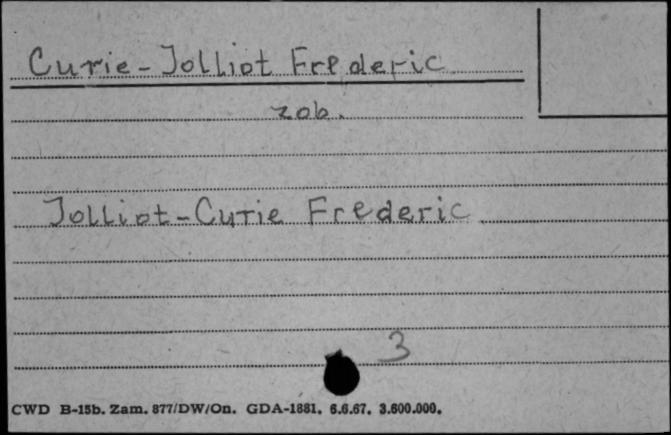 Curie-Jolliot Frederic
zob.
Jolliot-Curie Frederic
3
CWD B-15b. Zam. 877/DW/On. GDA-1881. 6.6.67. 3.600.000.